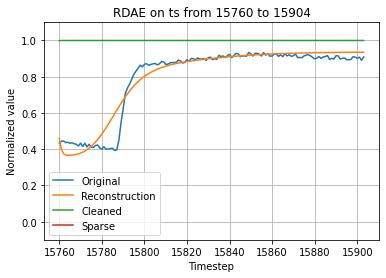 RDAE on ts from 15760 to 15904
Normalized value
1.0
0.8
0.6
0.4
0.2
0.0
Original
Reconstruction
Cleaned
Sparse
15760 15780 15800 15820 15840 15860 15880 15900
Timestep